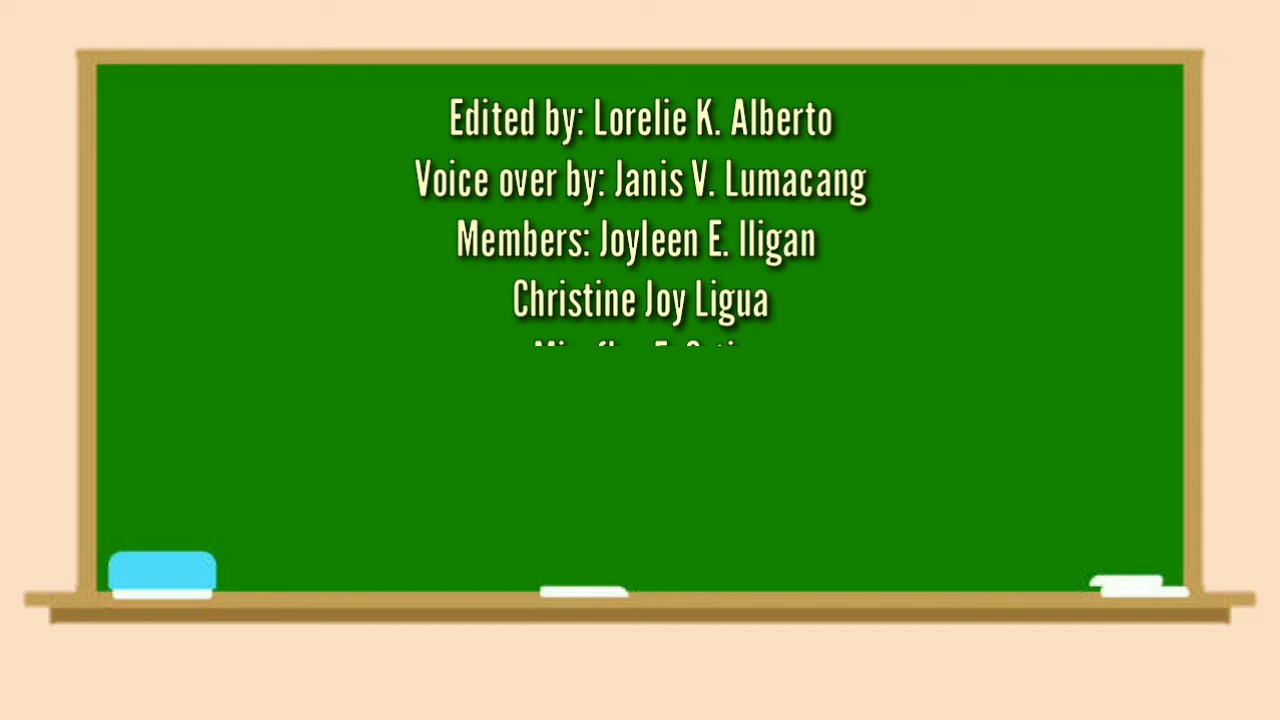 Edited by: Lorelie K. Alberto
Voice over by: Janis V. Lumacang
Members: Joyleen E. Iligan
Christine Joy Ligua